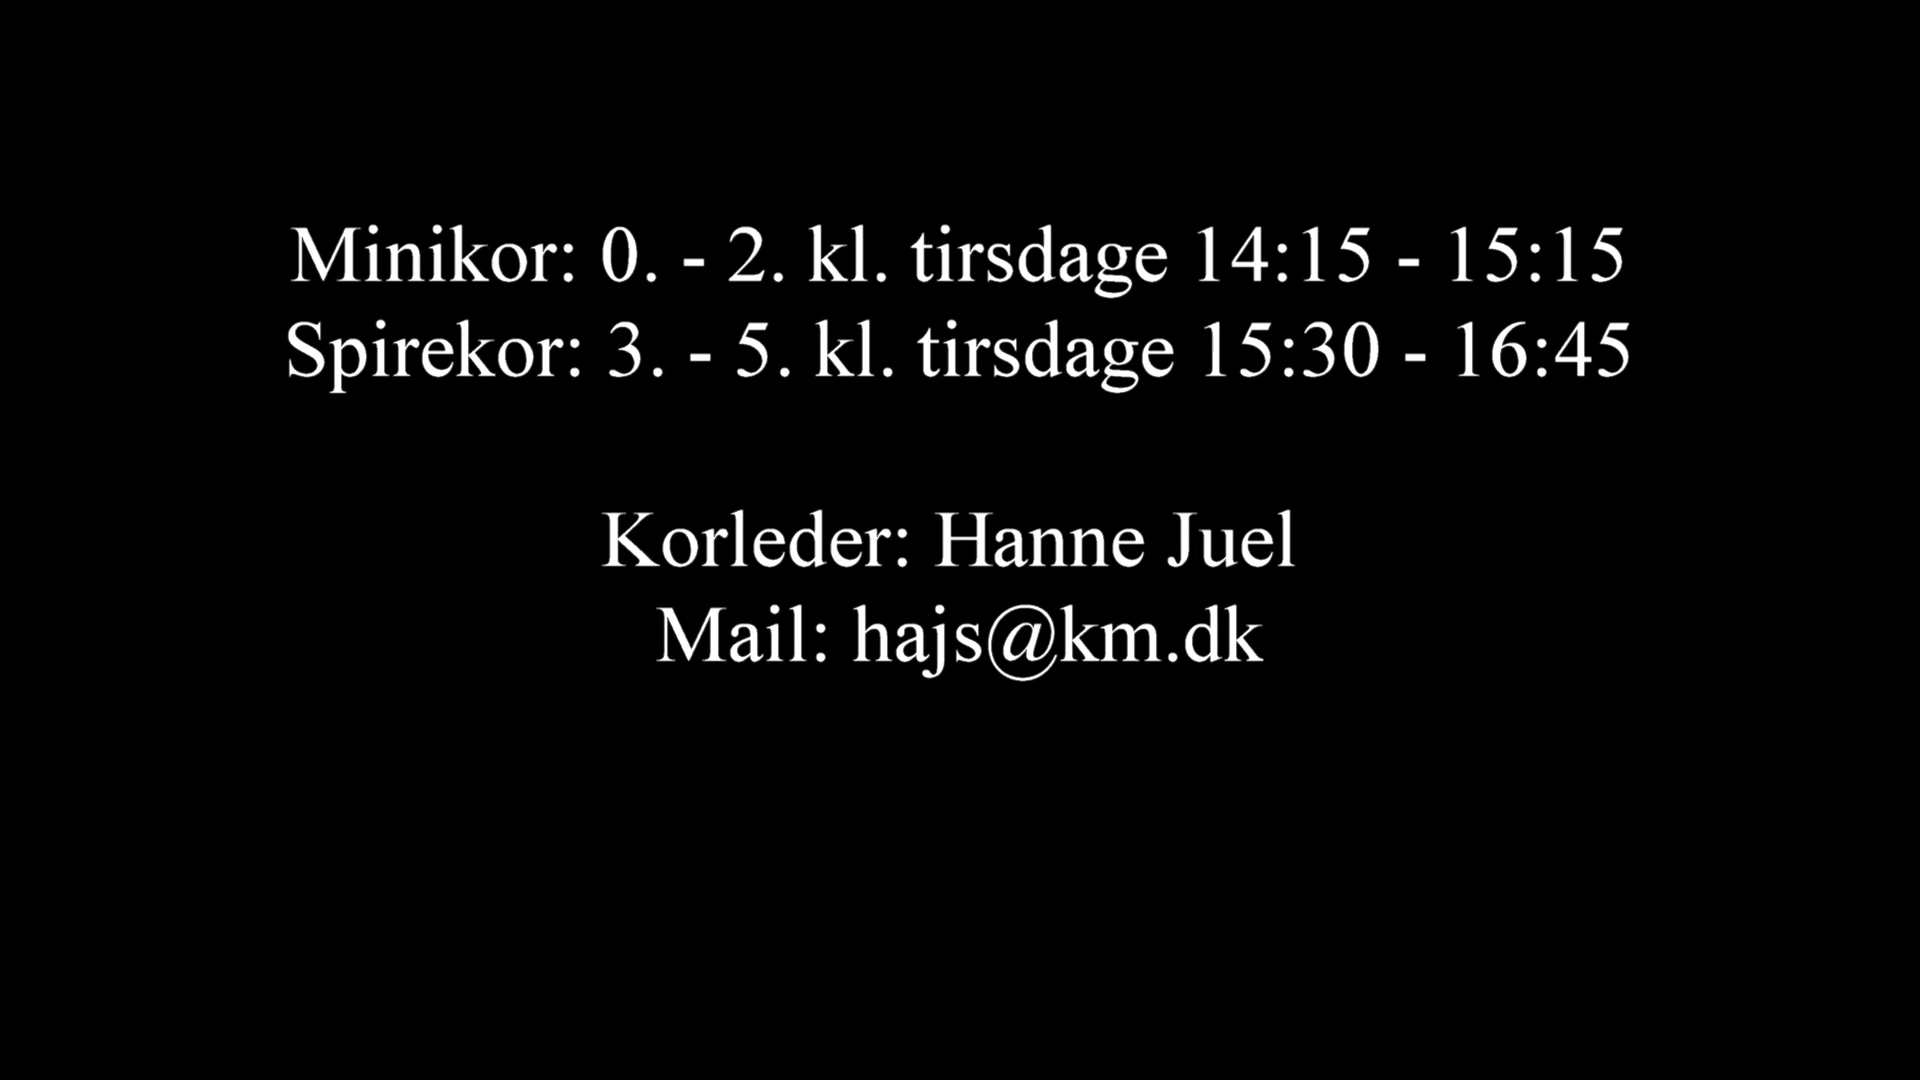 Minikor: 0. - 2. kl. tirsdage 14:15 - 15:15
Spirekor: 3. - 5. kl. tirsdage 15:30 - 16:45
Korleder: Hanne Juel
Mail: hajs@km.dk